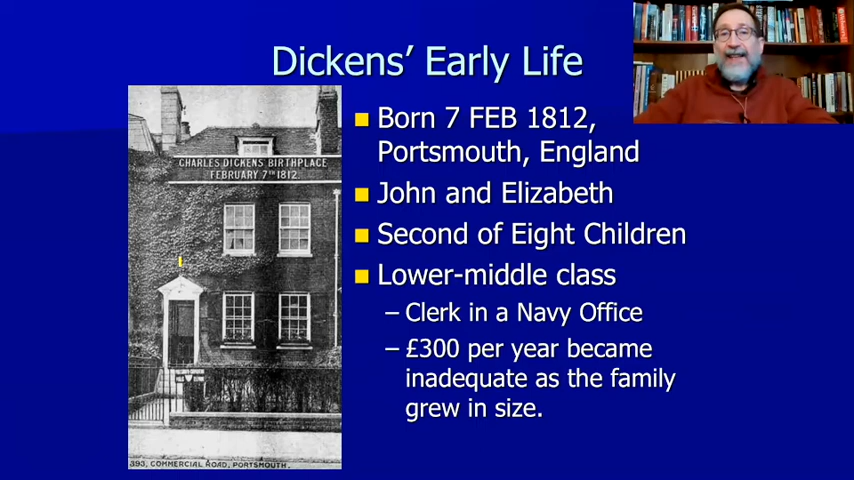 Dickens' Early Life
CHARLES DICKENS BIRTHPLACE
FEBRUARY 7TH 1812.
393, COMMERCIAL ROAD, PORTSMOUTH.
Born 7 FEB 1812,
Portsmouth, England
John and Elizabeth
Second of Eight Children
Lower-middle class
– Clerk in a Navy Office
– £300 per year became
inadequate as the family
grew in size.